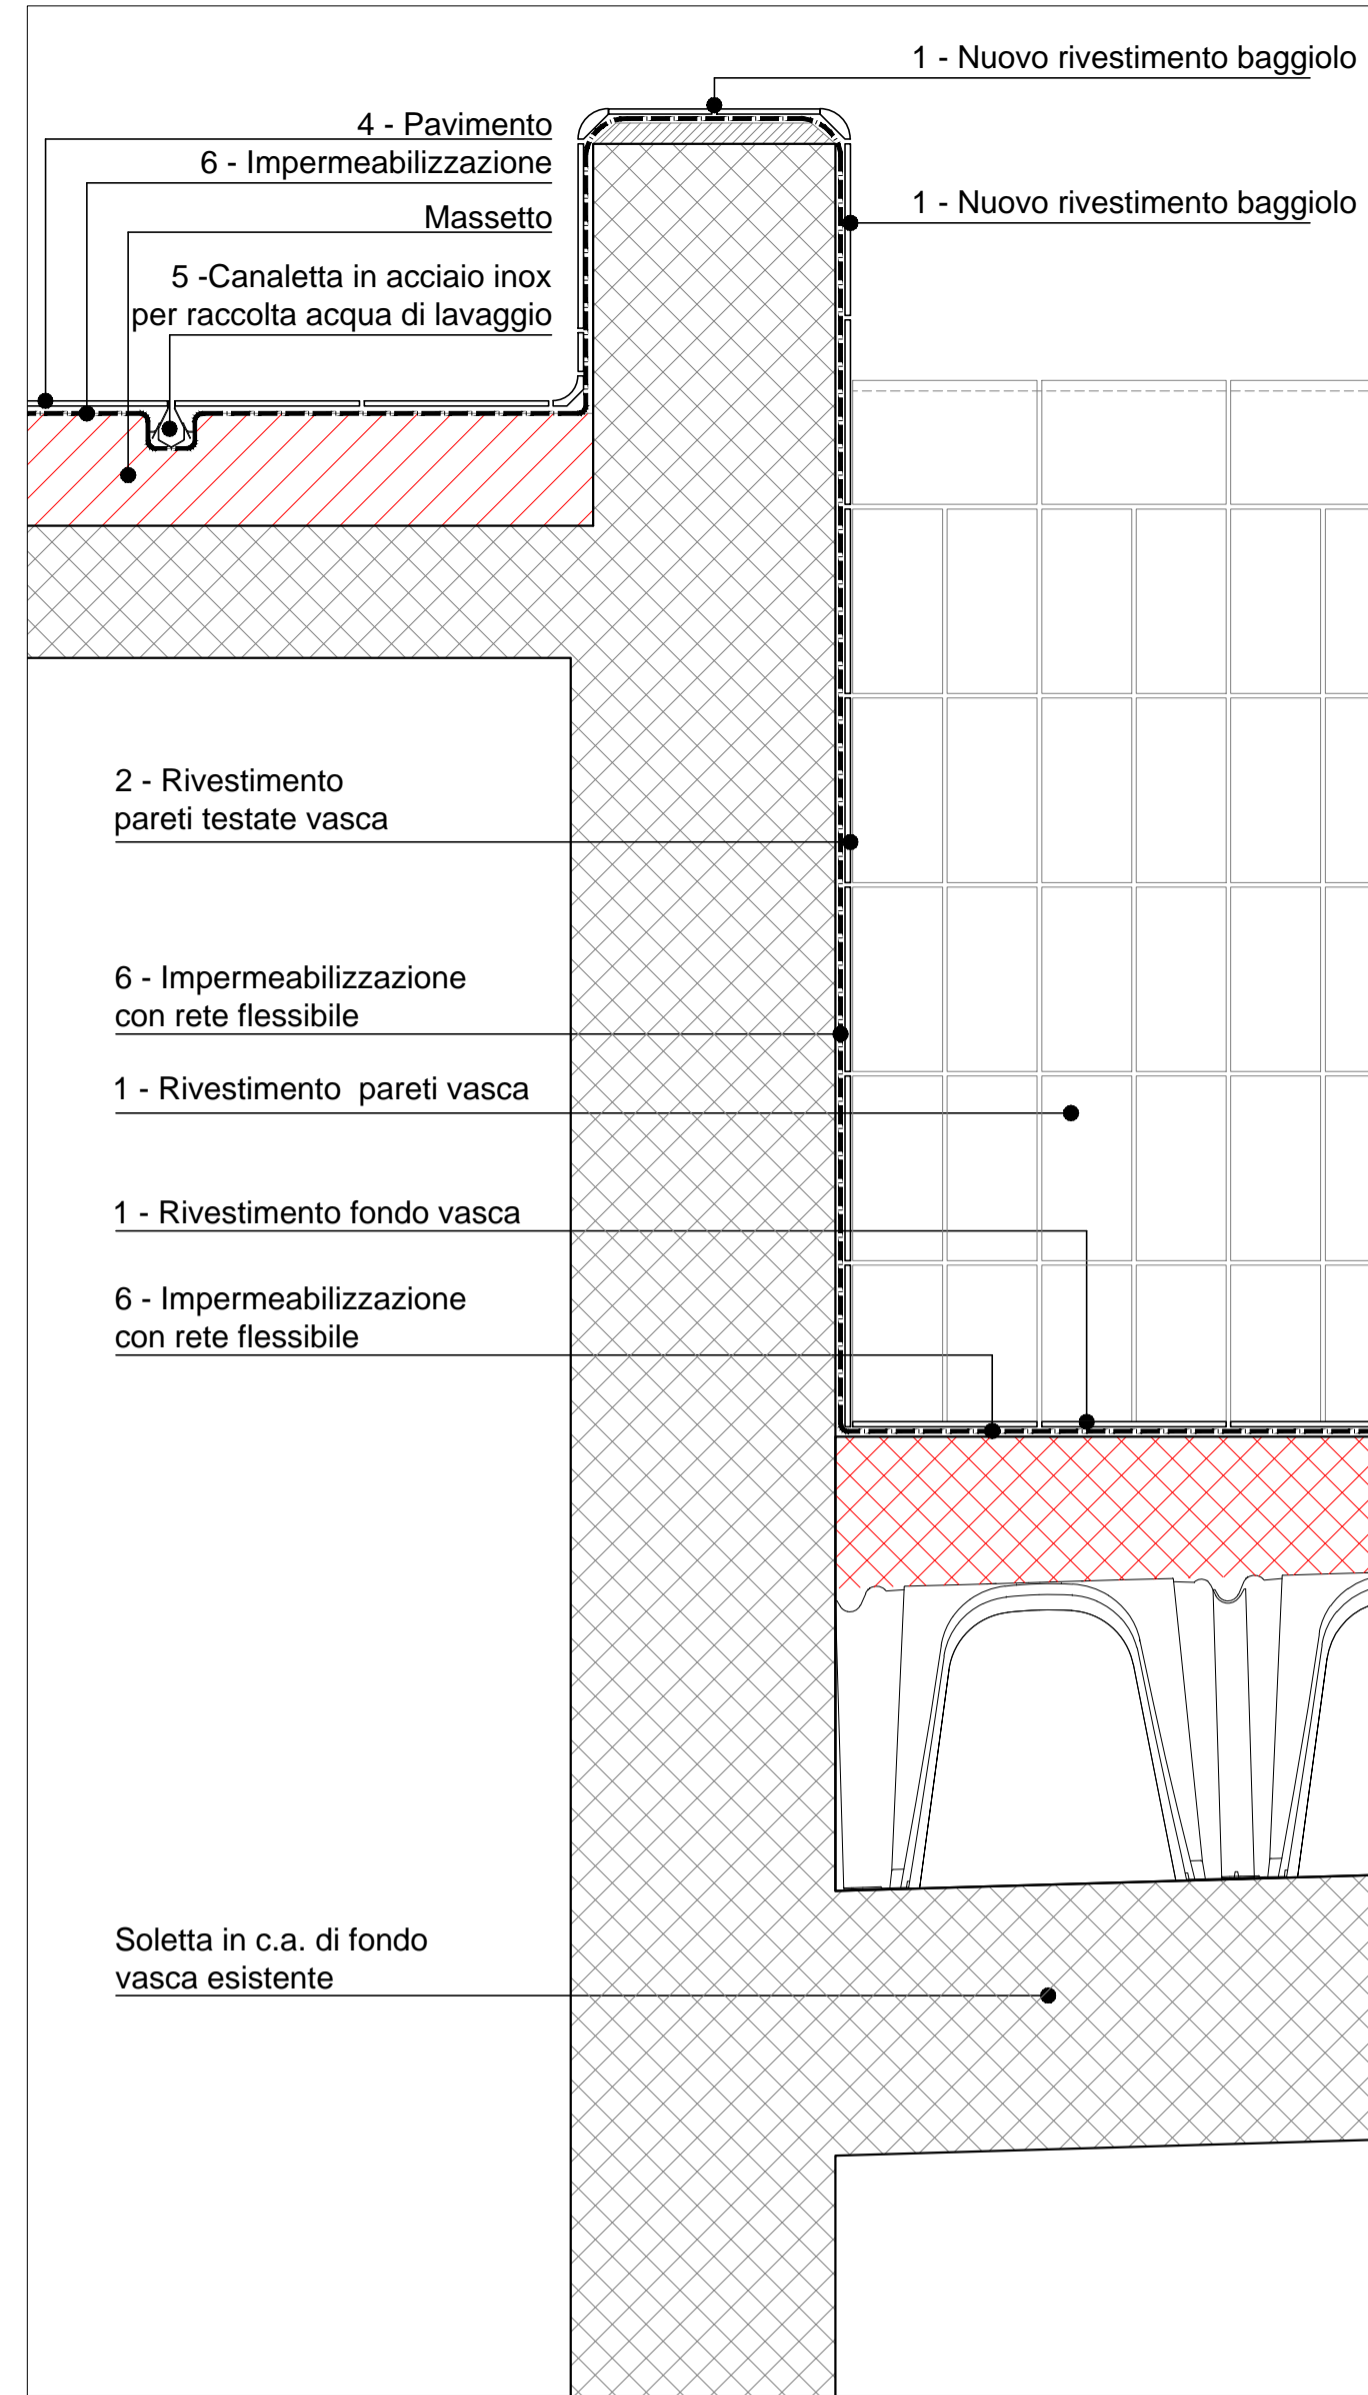 1 - Nuovo rivestimento baggiolo
4 - Pavimento
6 - Impermeabilizzazione
1 - Nuovo rivestimento baggiolo
Massetto
5 -Canaletta in acciaio inox
per raccolta acqua di lavaggio
2 - Rivestimento
pareti testate vasca
6 - Impermeabilizzazione
con rete flessibile
1 - Rivestimento  pareti vasca
1 - Rivestimento fondo vasca
6 - Impermeabilizzazione
con rete flessibile
Soletta in c.a. di fondo
vasca esistente